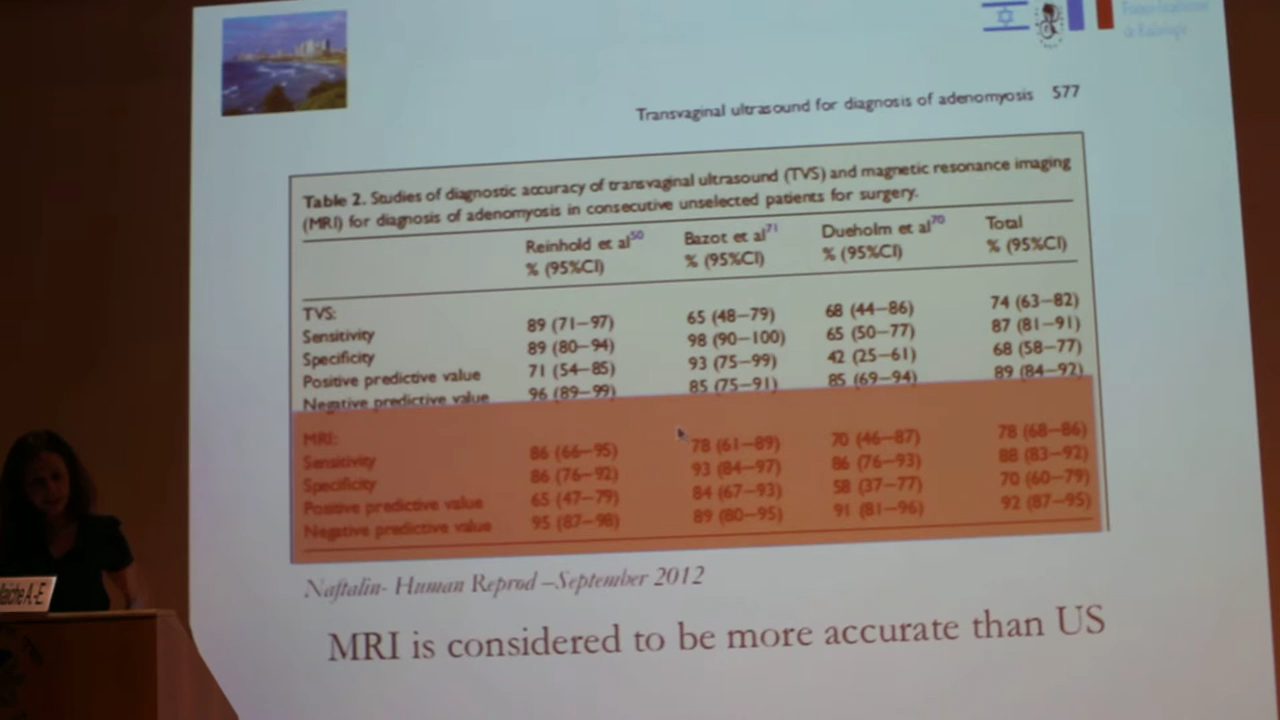 Transvaginal ultrasound for diagnosis of adenomyosis 577
Table 2. Studies of diagnostic accuracy of transvaginal ultrasound (TVS) and magnetic resonance imaging
(MRI) for diagnosis of adenomyosis in consecutive unselected patients for surgery.
Reinhold et al50 Bazot et al71 Dueholm et al70 Total
% (95%CI) % (95%CI) % (95%CI) % (95%CI)
TVS:
Sensitivity 89 (71–97) 65 (48–79) 68 (44–86) 74 (63–82)
Specificity 89 (80–94) 98 (90–100) 65 (50–77) 87 (81–91)
Positive predictive value 71 (54–85) 93 (75–99) 42 (25–61) 68 (58–77)
Negative predictive value 96 (89–99) 85 (75–91) 85 (69–94) 89 (84–92)
MRI:
Sensitivity 86 (66–95) 78 (61–89) 70 (46–87) 78 (68–86)
Specificity 86 (76–92) 93 (84–97) 86 (76–93) 88 (83–92)
Positive predictive value 65 (47–79) 84 (67–93) 58 (37–77) 70 (60–79)
Negative predictive value 95 (87–98) 89 (80–95) 91 (81–96) 92 (87–95)
Naftalin- Human Reprod –September 2012
MRI is considered to be more accurate than US
A-E